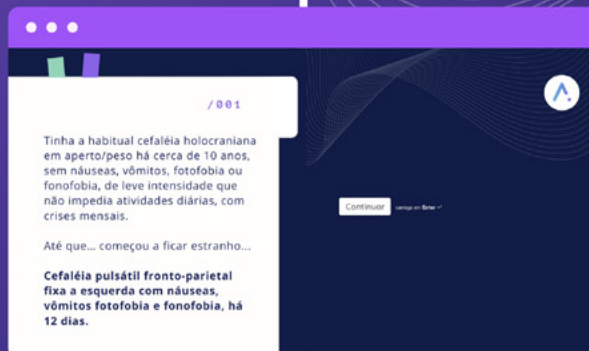 /001
Tinha a habitual cefaléia holocraniana
em aperto/peso há cerca de 10 anos,
sem náuseas, vômitos, fotofobia ou
fonofobia, de leve intensidade que
não impedia atividades diárias, com
crises mensais.
Até que... começou a ficar estranho...
Cefaléia pulsátil fronto-parietal
fixa a esquerda com náuseas,
vômitos fotofobia e fonofobia, há
12 dias.
Continuar
Enter ↵